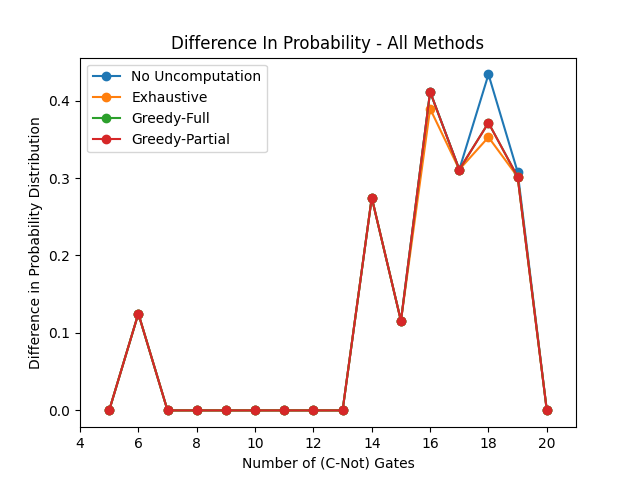 Difference In Probability - All Methods
No Uncomputation
Exhaustive
Greedy-Full
Greedy-Partial
Difference in Probability Distribution
0.4
0.3
0.2
0.1
0.0
4 6 8 10 12 14 16 18 20
Number of (C-Not) Gates